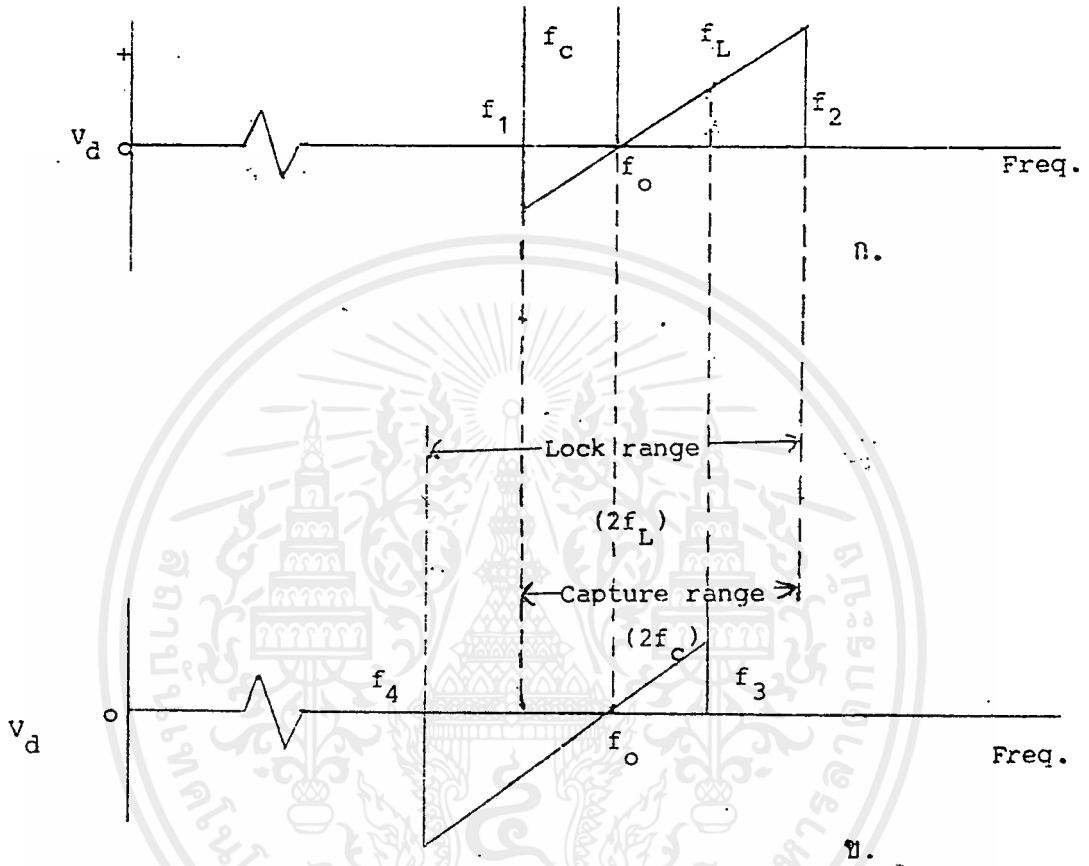 +
f_c
f_L
f_1
f_2
V_d o
f_o
Freq.
ก.
Lock range
(2f_L)
Capture range
(2f_c)
f_4
f_3
V_d
o
f_o
Freq.
ข.